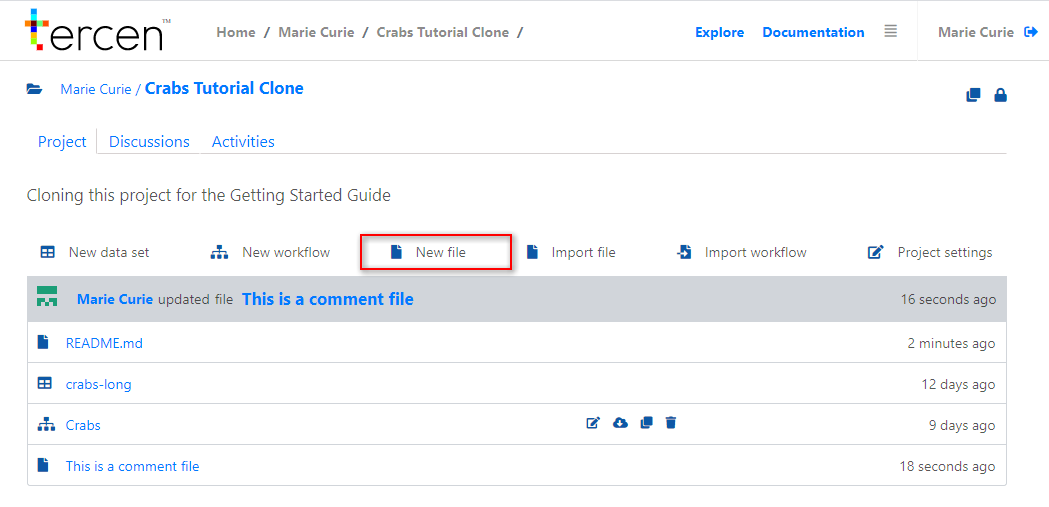 tercen™ Home / Marie Curie / Crabs Tutorial Clone / Explore Documentation Marie Curie
Marie Curie / Crabs Tutorial Clone
Project Discussions Activities
Cloning this project for the Getting Started Guide
New data set New workflow New file Import file Import workflow Project settings
Marie Curie updated file This is a comment file 16 seconds ago
README.md 2 minutes ago
crabs-long 12 days ago
Crabs 9 days ago
This is a comment file 18 seconds ago